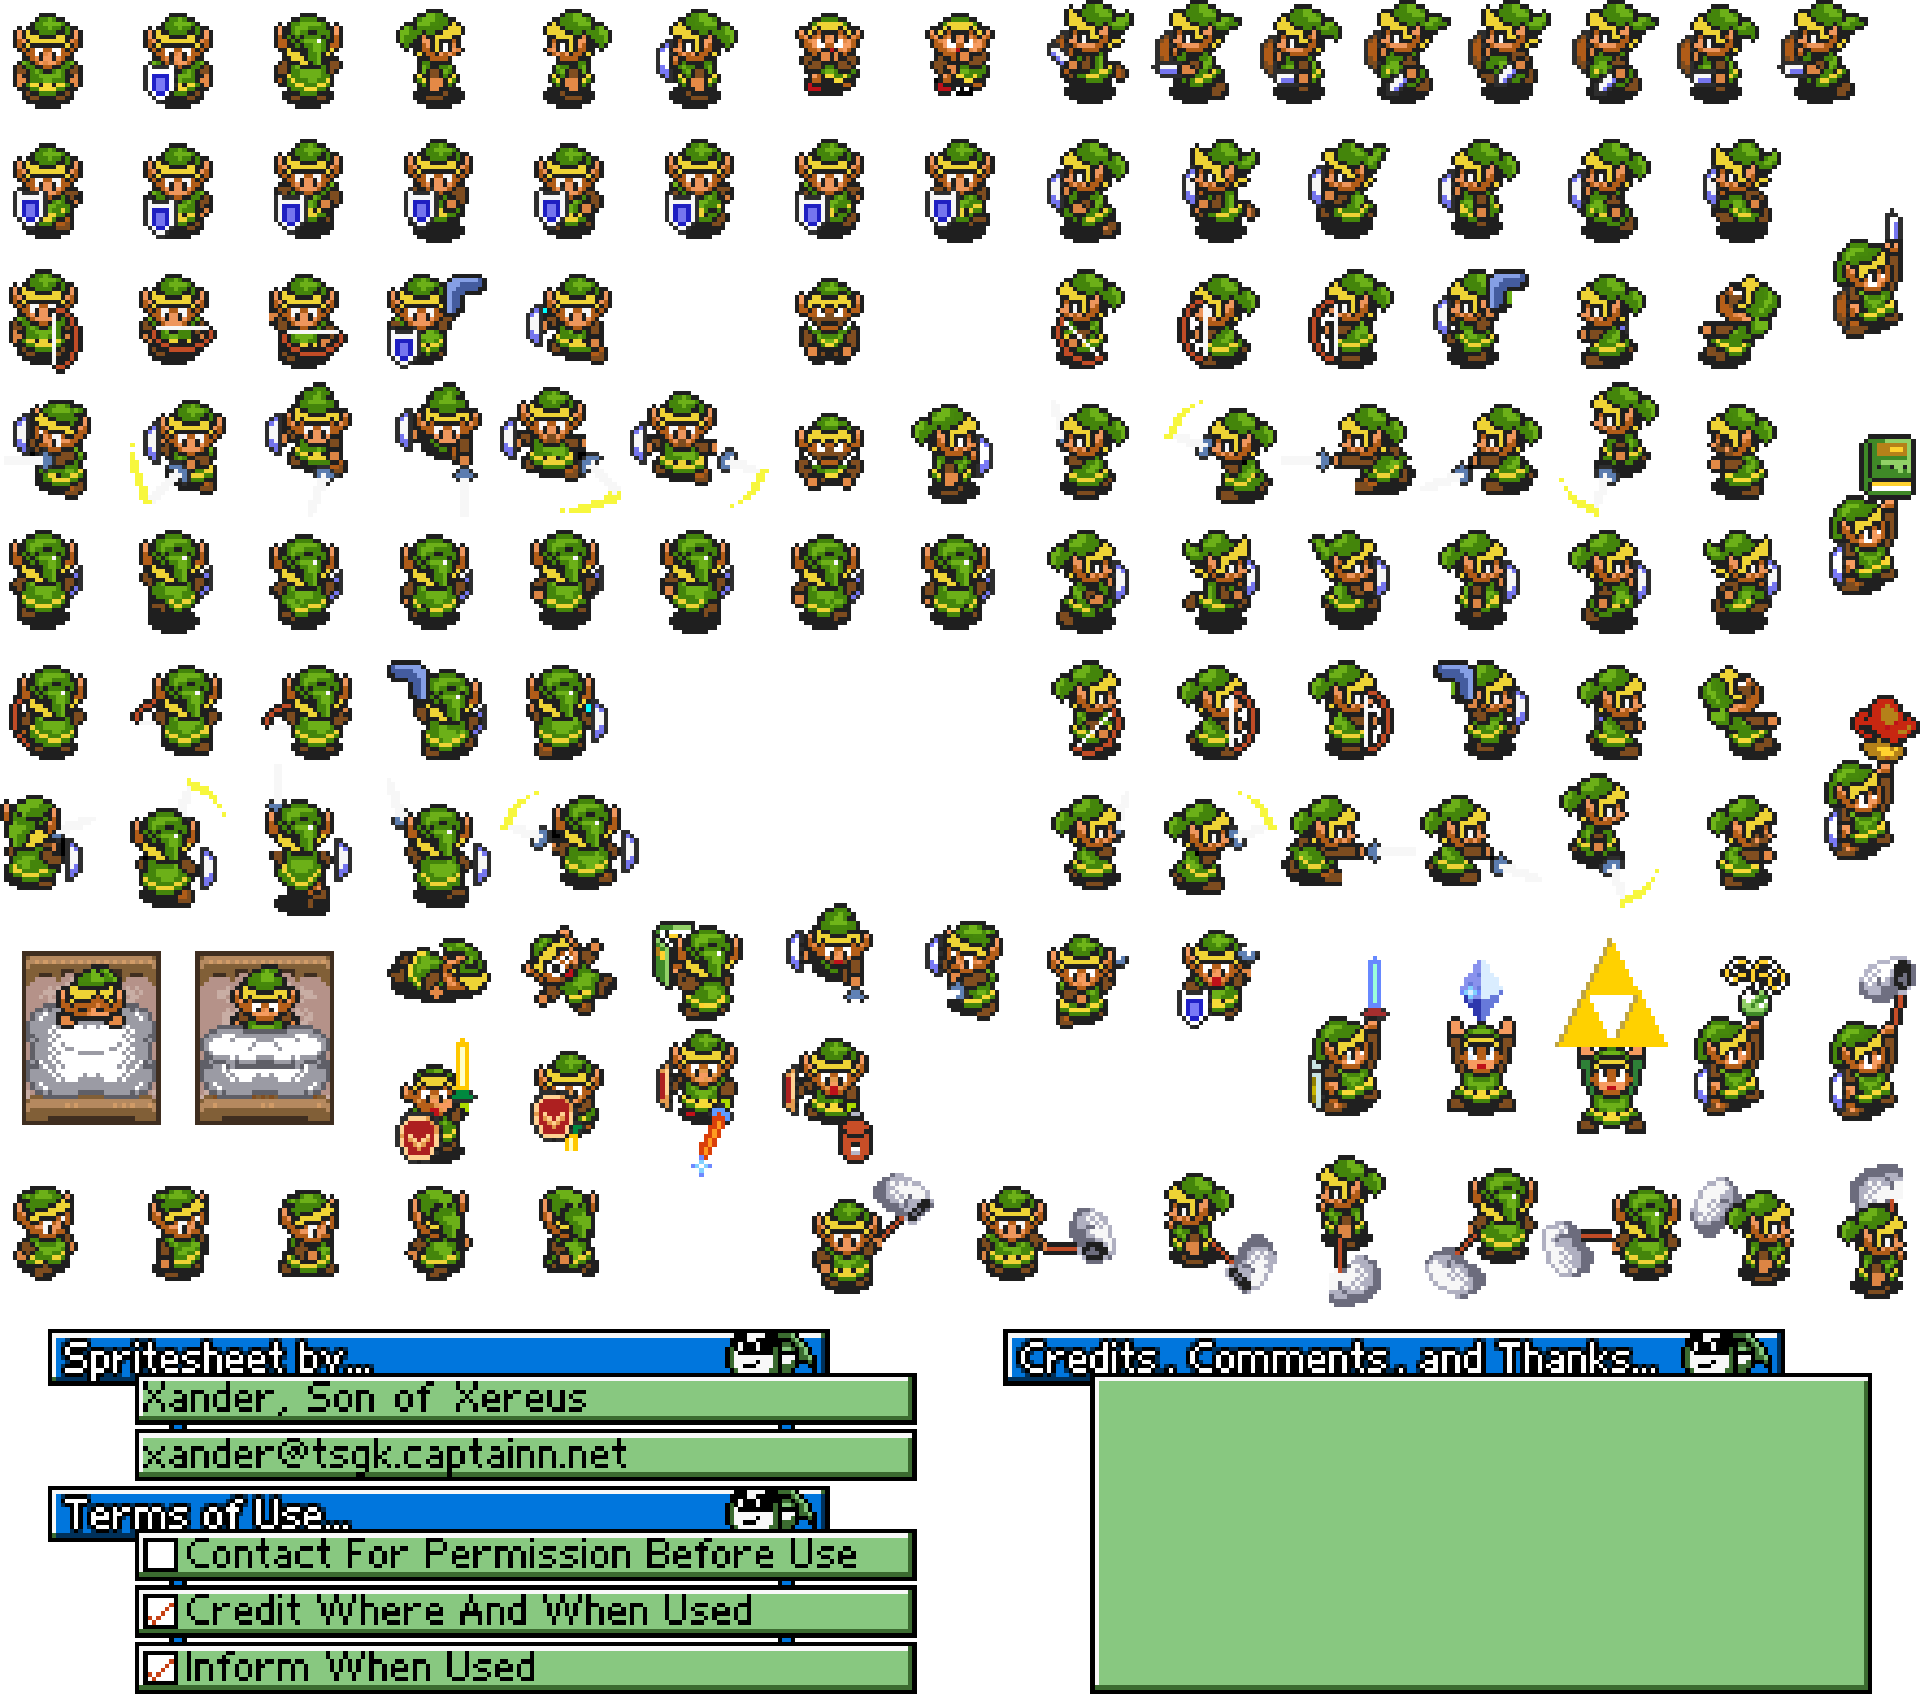 Spritesheet by...
Xander, Son of Xereus
xander@tsgk.captainn.net
Terms of Use...
Contact For Permission Before Use
Credit Where And When Used
Inform When Used
Credits, Comments, and Thanks...